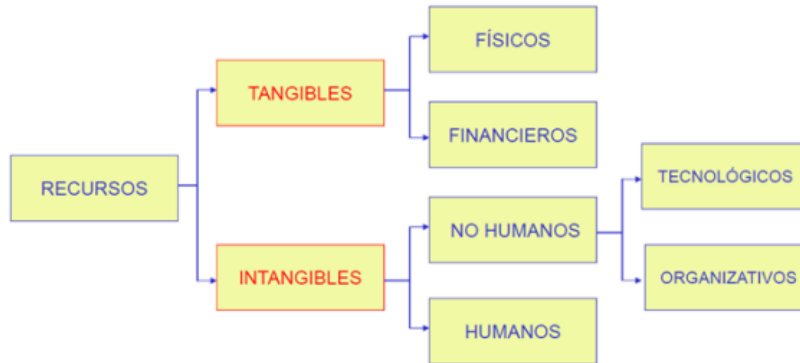 RECURSOS
TANGIBLES
FÍSICOS
FINANCIEROS
INTANGIBLES
NO HUMANOS
TECNOLÓGICOS
ORGANIZATIVOS
HUMANOS